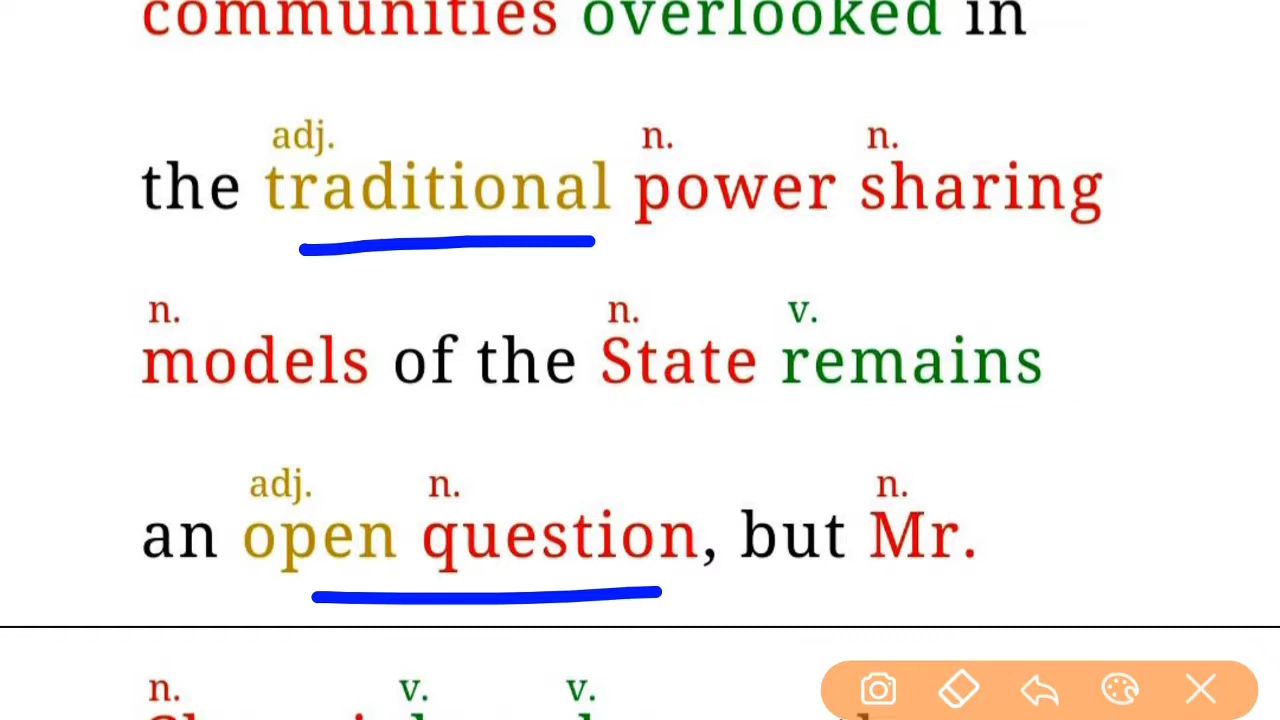 communities overlooked in
adj. n. n.
the traditional power sharing
n. n. v.
models of the State remains
adj. n. n.
an open question, but Mr.
n. v. v.